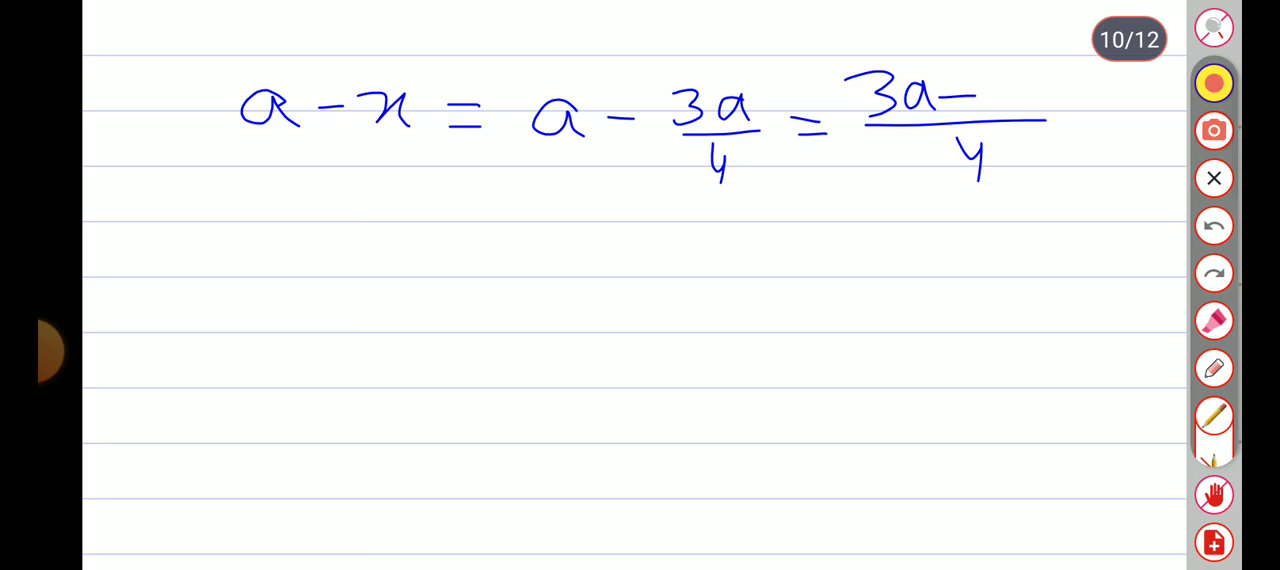 10/12
a - x = a - 3a/4 = 3a-/4